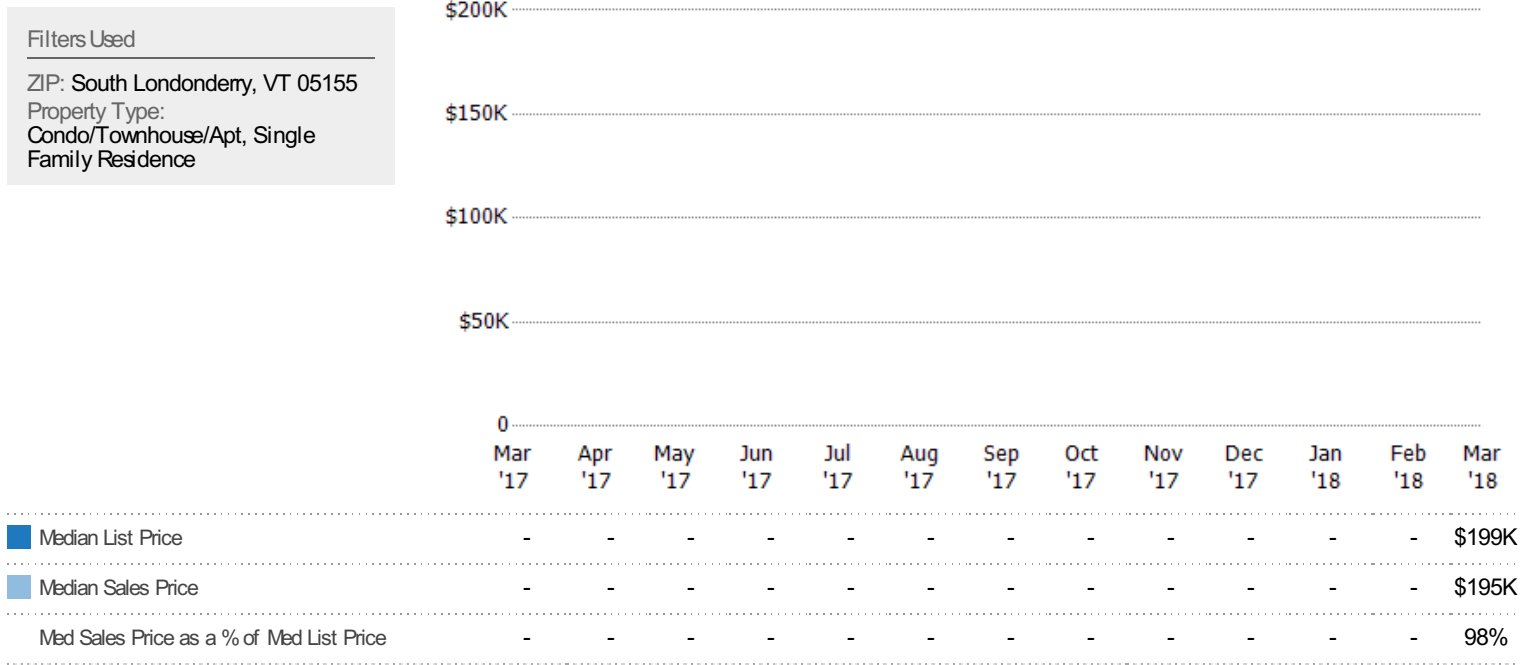 Filters Used
ZIP: South Londonderry, VT 05155
Property Type:
Condo/Townhouse/Apt, Single
Family Residence
$200K
$150K
$100K
$50K
0
Mar Apr May Jun Jul Aug Sep Oct Nov Dec Jan Feb Mar
'17 '17 '17 '17 '17 '17 '17 '17 '17 '17 '18 '18 '18
Median List Price - - - - - - - - - - - - $199K
Median Sales Price - - - - - - - - - - - - $195K
Med Sales Price as a % of Med List Price - - - - - - - - - - - - 98%